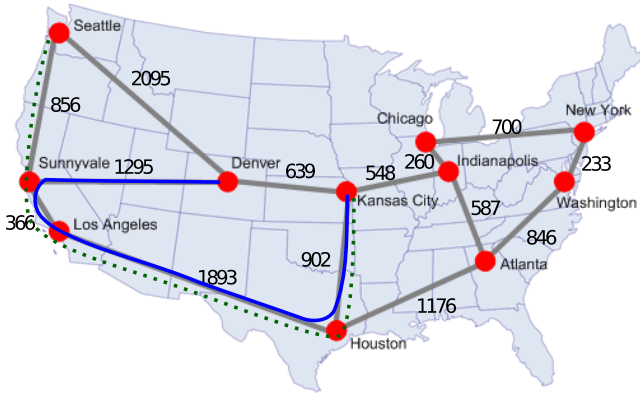 Seattle
2095
856
Chicago
New York
700
Sunnyvale
1295
Denver
639
548
260
Indianapolis
233
Kansas City
Washington
366
Los Angeles
587
902
846
Atlanta
1893
1176
Houston